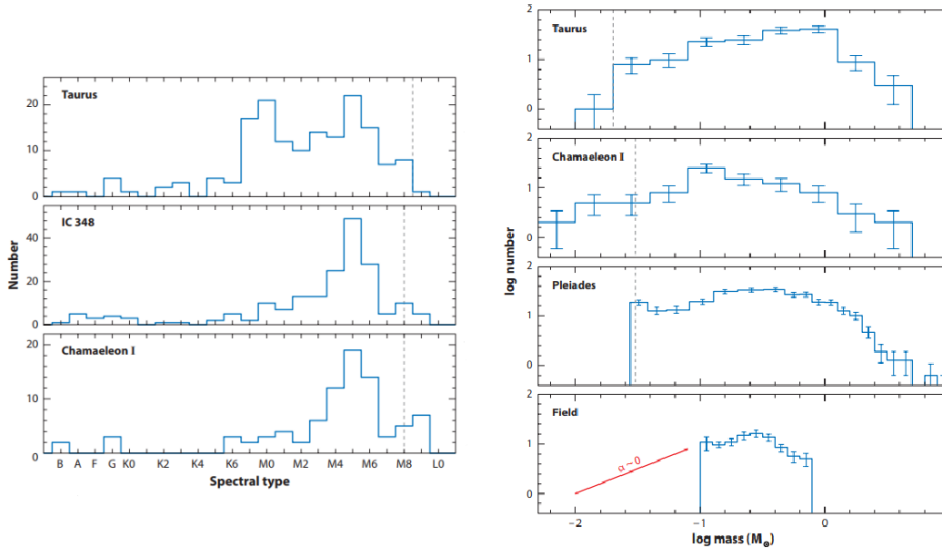 Taurus
20
10
0
IC 348
40
20
0
Chamaeleon I
20
10
0
Number
B A F G K0 K2 K4 K6 M0 M2 M4 M6 M8 L0
Spectral type
2
Taurus
1
0
2
Chamaeleon I
1
0
2
Pleiades
1
0
2
Field
1
0
α ~ 0
log number
−2 −1 0
log mass (M⊙)